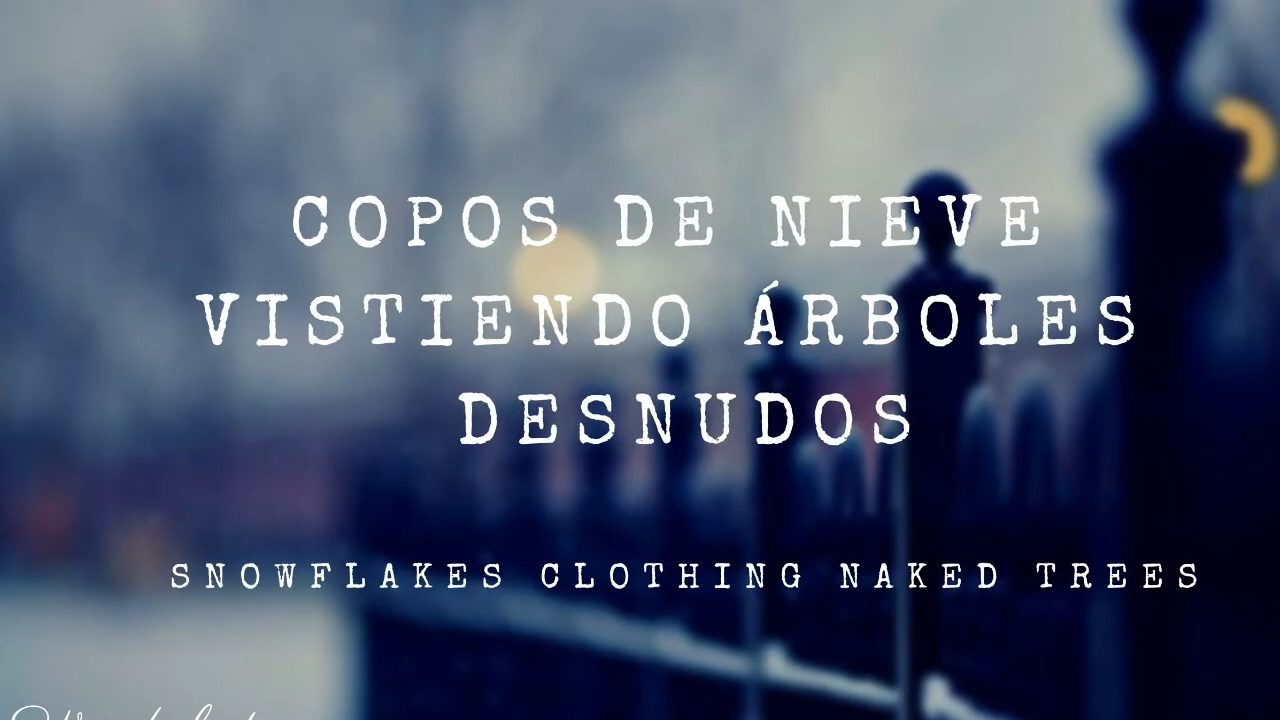 COPOS DE NIEVE
VISTIENDO ÁRBOLES
DESNUDOS
SNOWFLAKES CLOTHING NAKED TREES